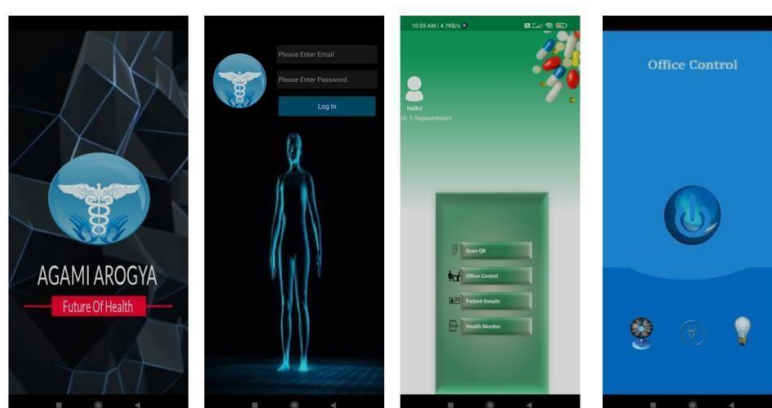 AGAMI AROGYA
Future Of Health
Please Enter Email
Please Enter Password
Log In
10:55 AM | 4.7KB/s
Hello!
Dr. S Rajasundaram
Scan QR
Office Control
Patient Details
Health Monitor
Office Control